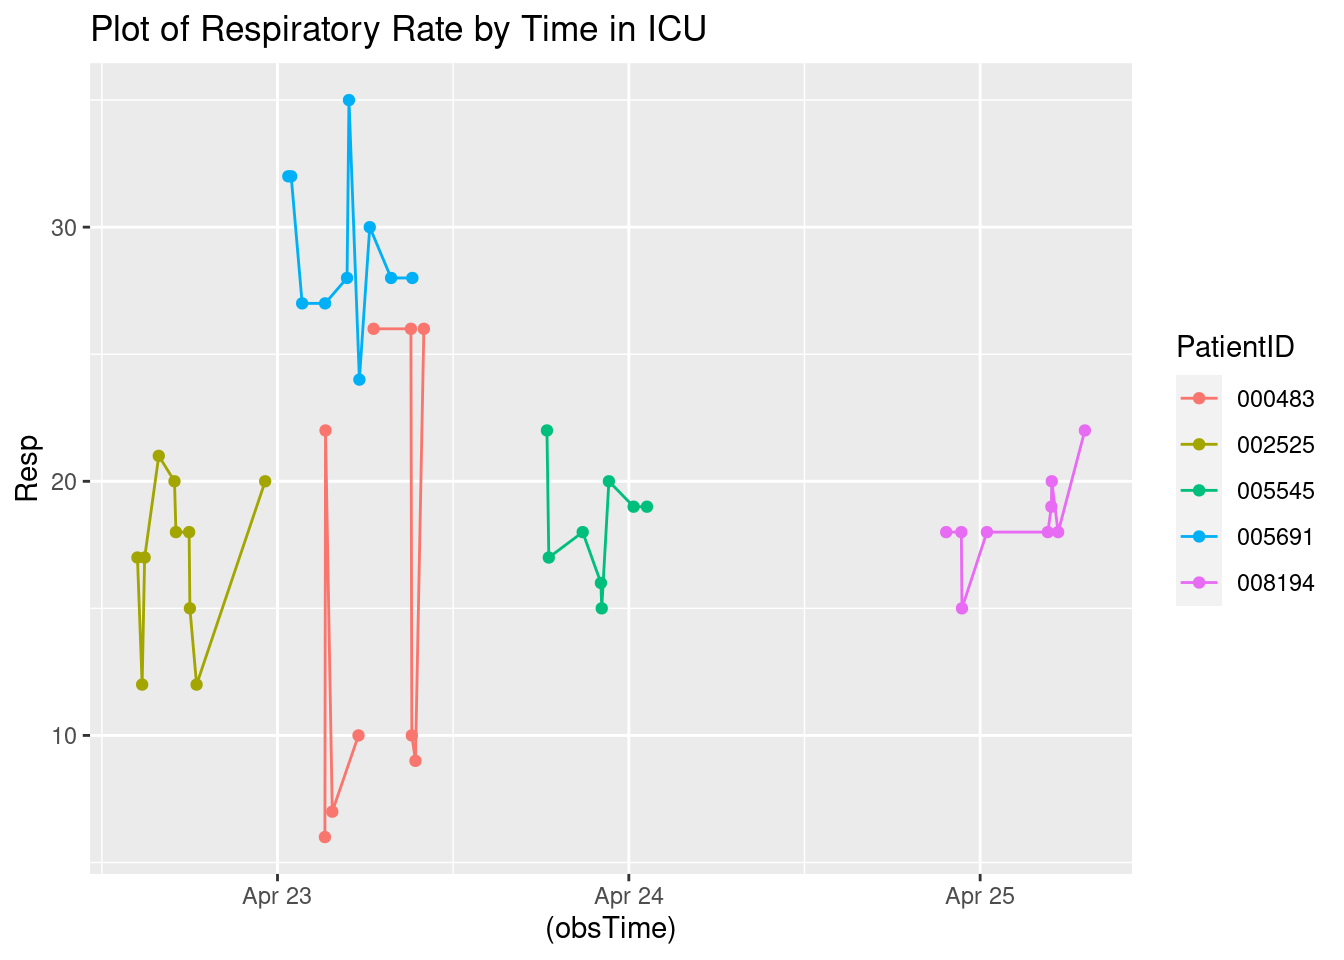 Plot of Respiratory Rate by Time in ICU
30
20
10
Resp
Apr 23
Apr 24
Apr 25
(obsTime)
PatientID
000483
002525
005545
005691
008194